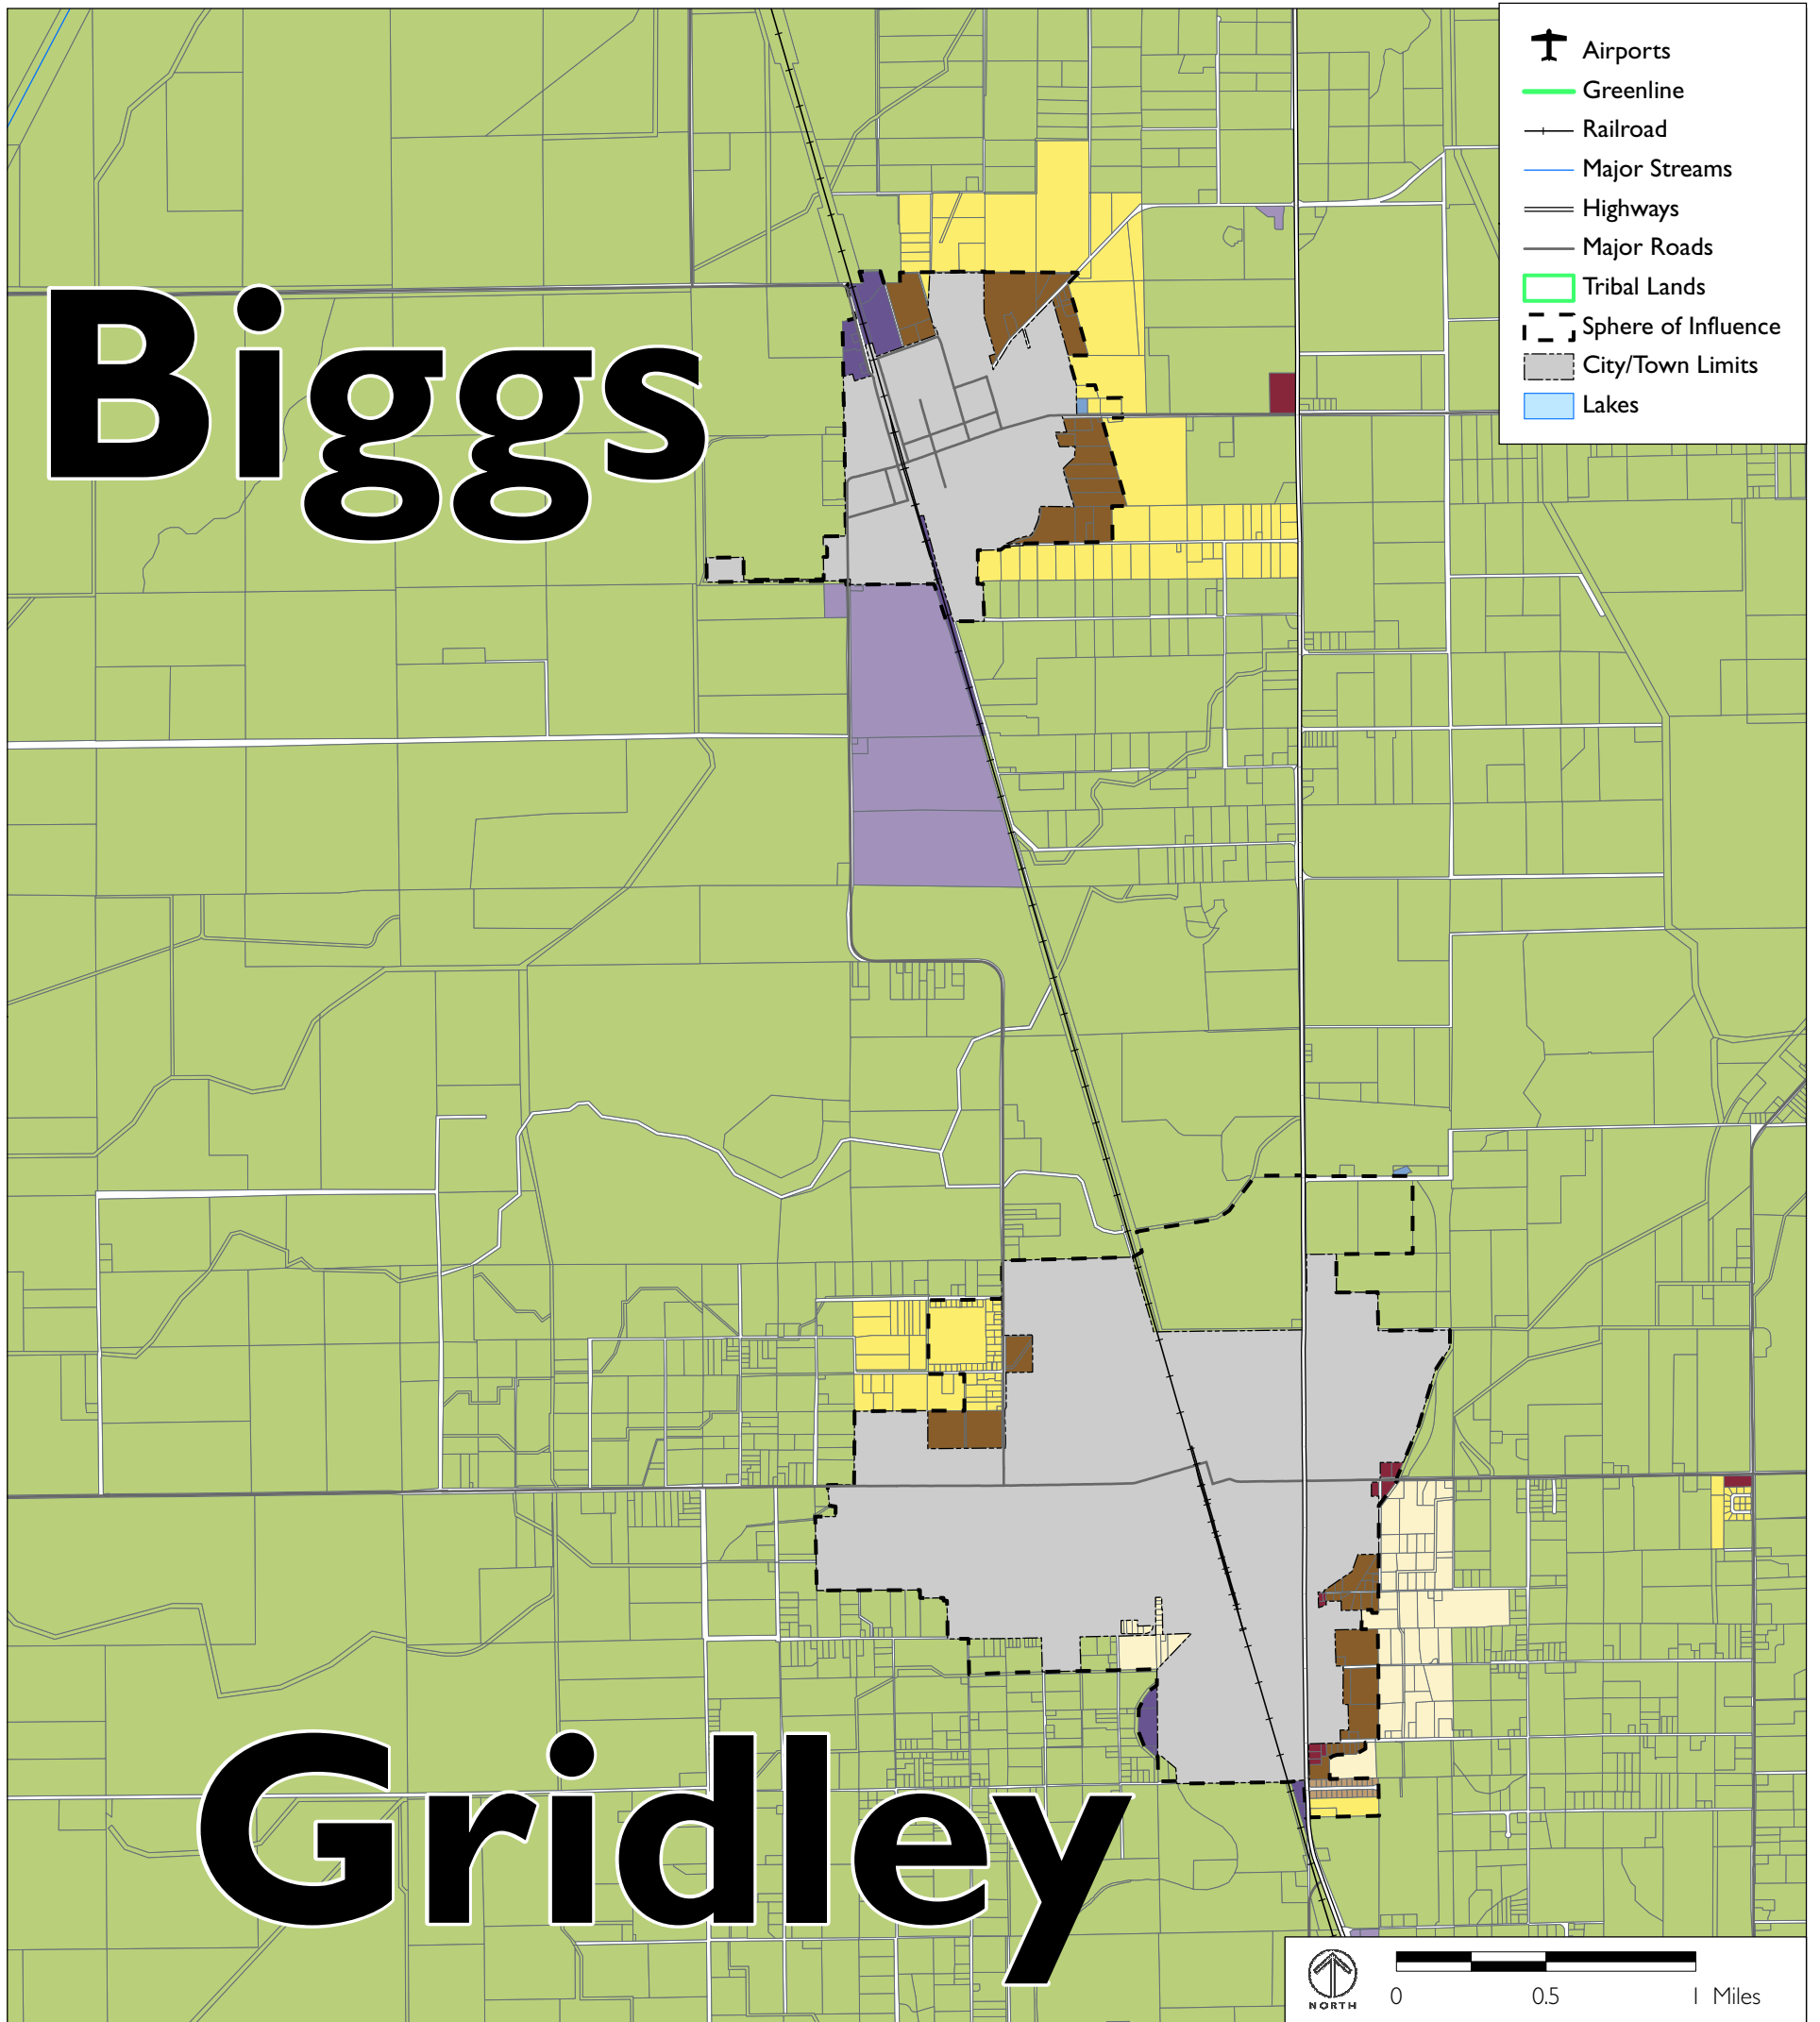 Airports
Greenline
Railroad
Major Streams
Highways
Major Roads
Tribal Lands
Sphere of Influence
City/Town Limits
Lakes
Biggs
Gridley
NORTH
0 0.5 1 Miles